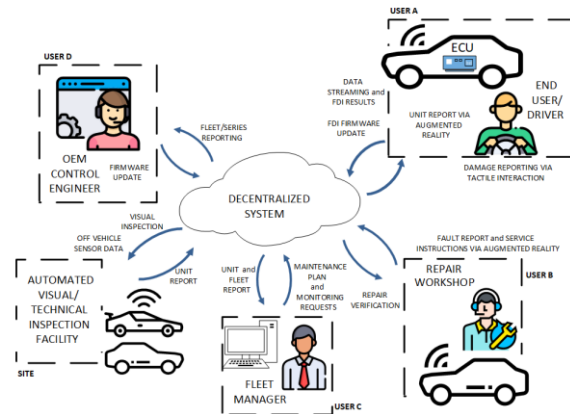 USER A
ECU
END
USER/
DRIVER
DATA
STREAMING and
FDI RESULTS
FDI FIRMWARE
UPDATE
UNIT REPORT VIA
AUGMENTED
REALITY
DAMAGE REPORTING VIA
TACTILE INTERACTION
USER D
OEM
CONTROL
ENGINEER
FIRMWARE
UPDATE
FLEET/SERIES
REPORTING
DECENTRALIZED
SYSTEM
VISUAL
INSPECTION
OFF VEHICLE
SENSOR DATA
UNIT
REPORT
AUTOMATED
VISUAL/
TECHNICAL
INSPECTION
FACILITY
SITE
UNIT and
FLEET
REPORT
MAINTENANCE
PLAN
and
MONITORING
REQUESTS
FLEET
MANAGER
USER C
REPAIR
VERIFICATION
FAULT REPORT and SERVICE
INSTRUCTIONS VIA AUGMENTED REALITY
REPAIR
WORKSHOP
USER B